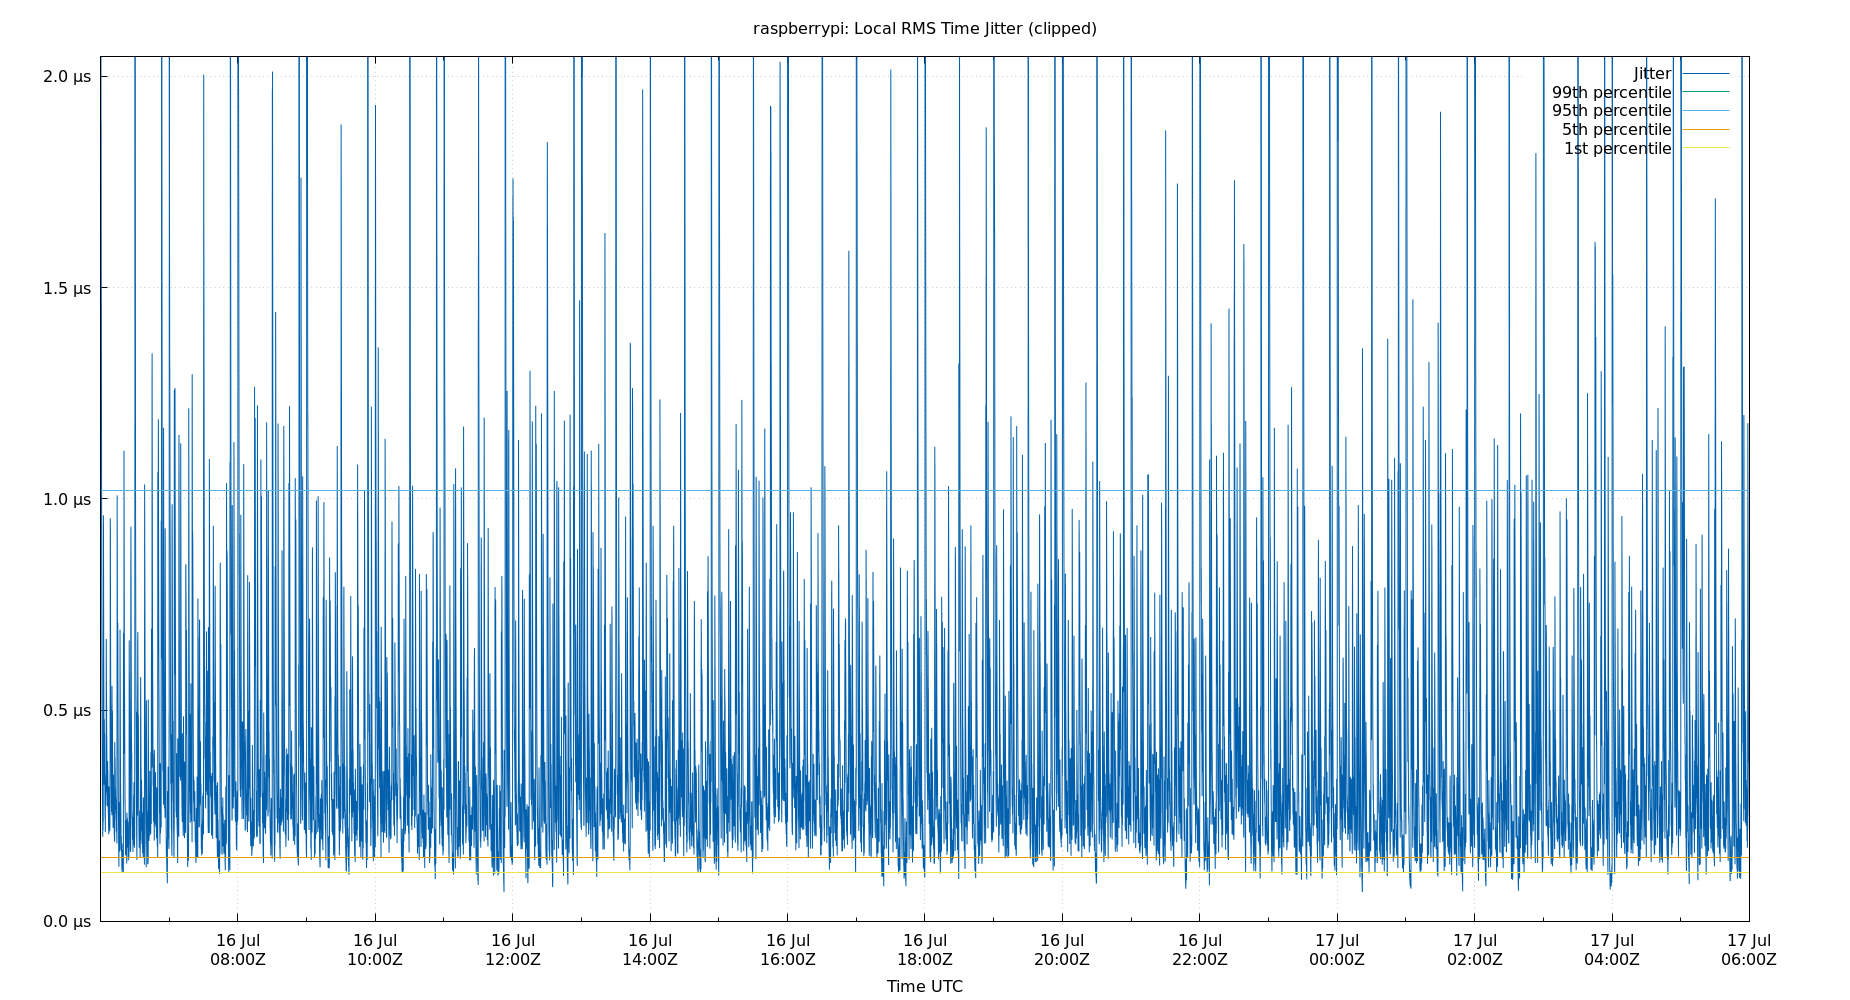 raspberrypi: Local RMS Time Jitter (clipped)
2.0 µs
1.5 µs
1.0 µs
0.5 µs
0.0 µs
Jitter
99th percentile
95th percentile
5th percentile
1st percentile
16 Jul 16 Jul 16 Jul 16 Jul 16 Jul 16 Jul 16 Jul 16 Jul 17 Jul 17 Jul 17 Jul 17 Jul
08:00Z 10:00Z 12:00Z 14:00Z 16:00Z 18:00Z 20:00Z 22:00Z 00:00Z 02:00Z 04:00Z 06:00Z
Time UTC